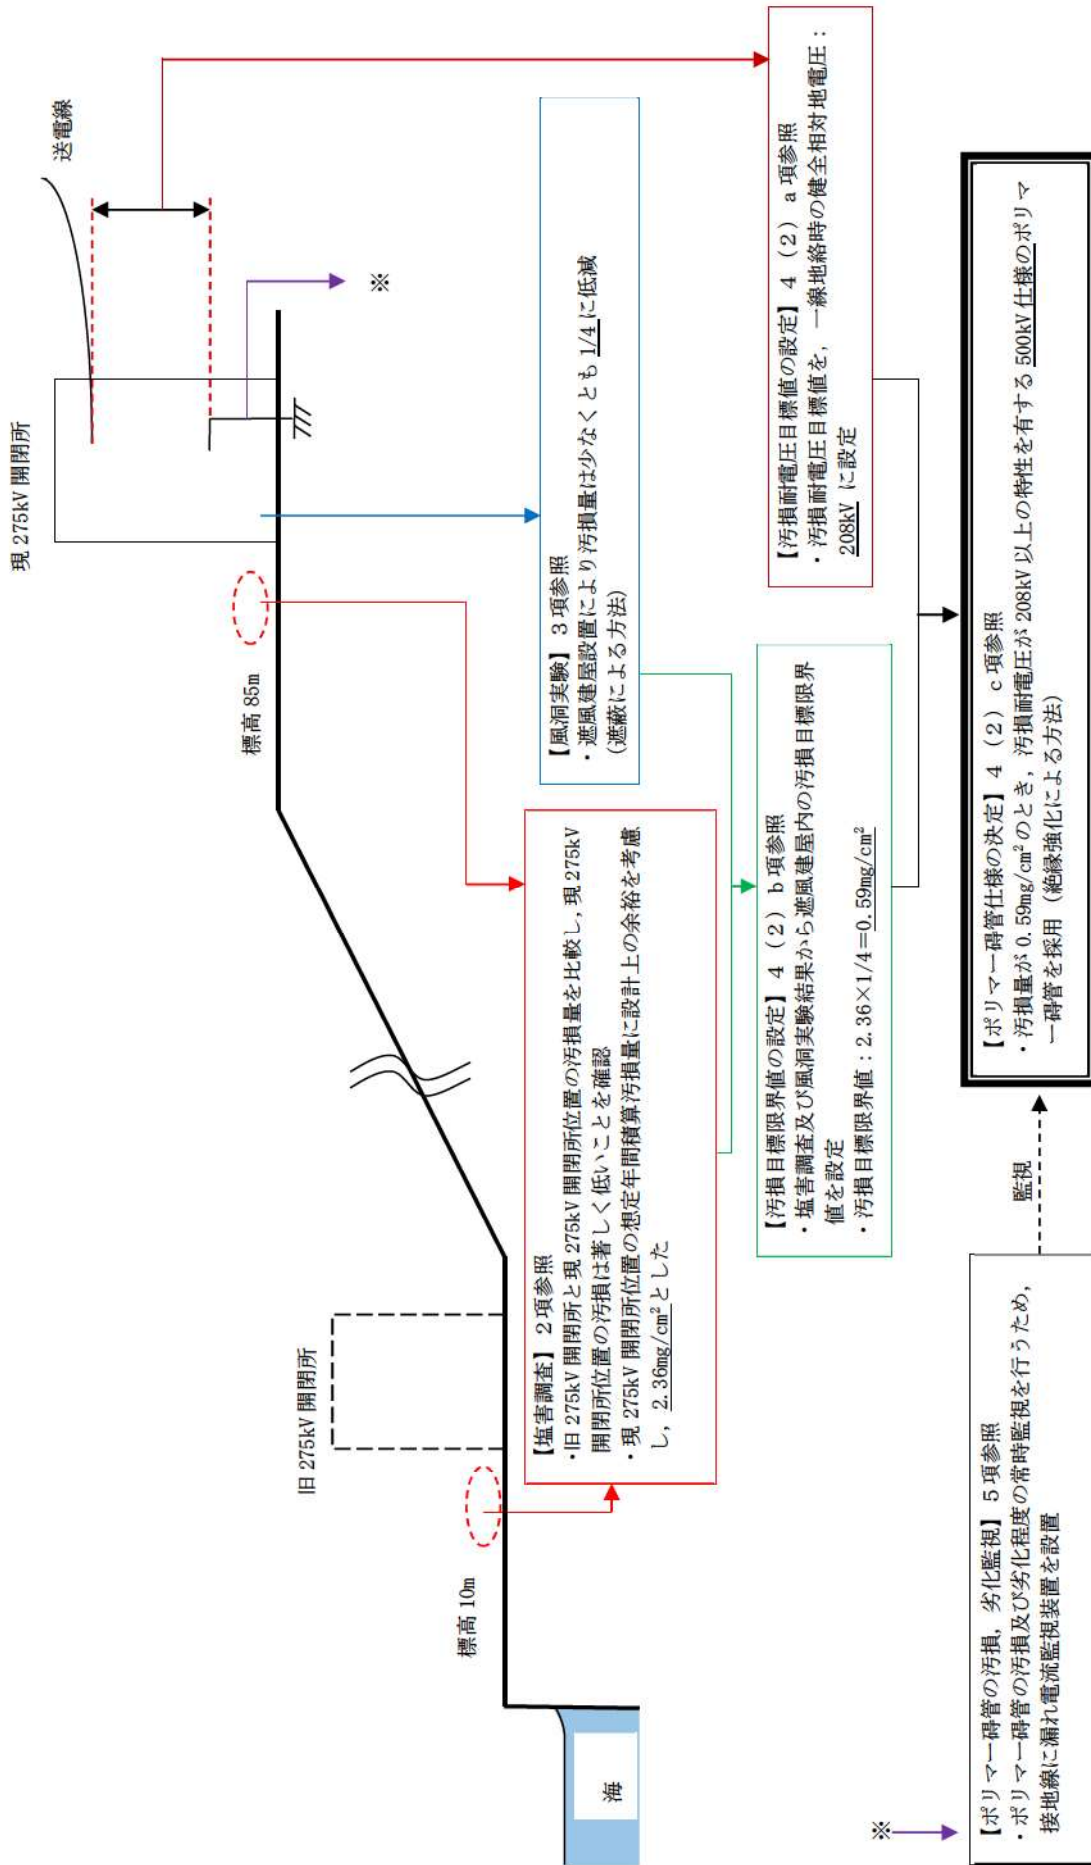 現 275kV 開閉所
送電線
標高 85m
※
旧 275kV 開閉所
標高 10m
海
【塩害調査】２項参照
・旧 275kV 開閉所と現 275kV 開閉所位置の汚損量を比較し，現 275kV
開閉所位置の汚損は著しく低いことを確認
・現 275kV 開閉所位置の想定年間積算汚損量に設計上の余裕を考慮
し，2.36mg/cm²とした
【風洞実験】３項参照
・遮風建屋設置により汚損量は少なくとも 1/4 に低減
（遮蔽による方法）
【汚損目標限界値の設定】４（２）ｂ項参照
・塩害調査及び風洞実験結果から遮風建屋内の汚損目標限界
値を設定
・汚損目標限界値：2.36×1/4＝0.59mg/cm²
【汚損耐電圧目標値の設定】４（２）ａ項参照
・汚損耐電圧目標値を，一線地絡時の健全相対地電圧：
208kV に設定
※
【ポリマー碍管の汚損，劣化監視】５項参照
・ポリマー碍管の汚損及び劣化程度の常時監視を行うため，
接地線に漏れ電流監視装置を設置
監視
【ポリマー碍管仕様の決定】４（２）ｃ項参照
・汚損量が 0.59mg/cm²のとき，汚損耐電圧が 208kV 以上の特性を有する 500kV 仕様のポリマ
ー碍管を採用（絶縁強化による方法）